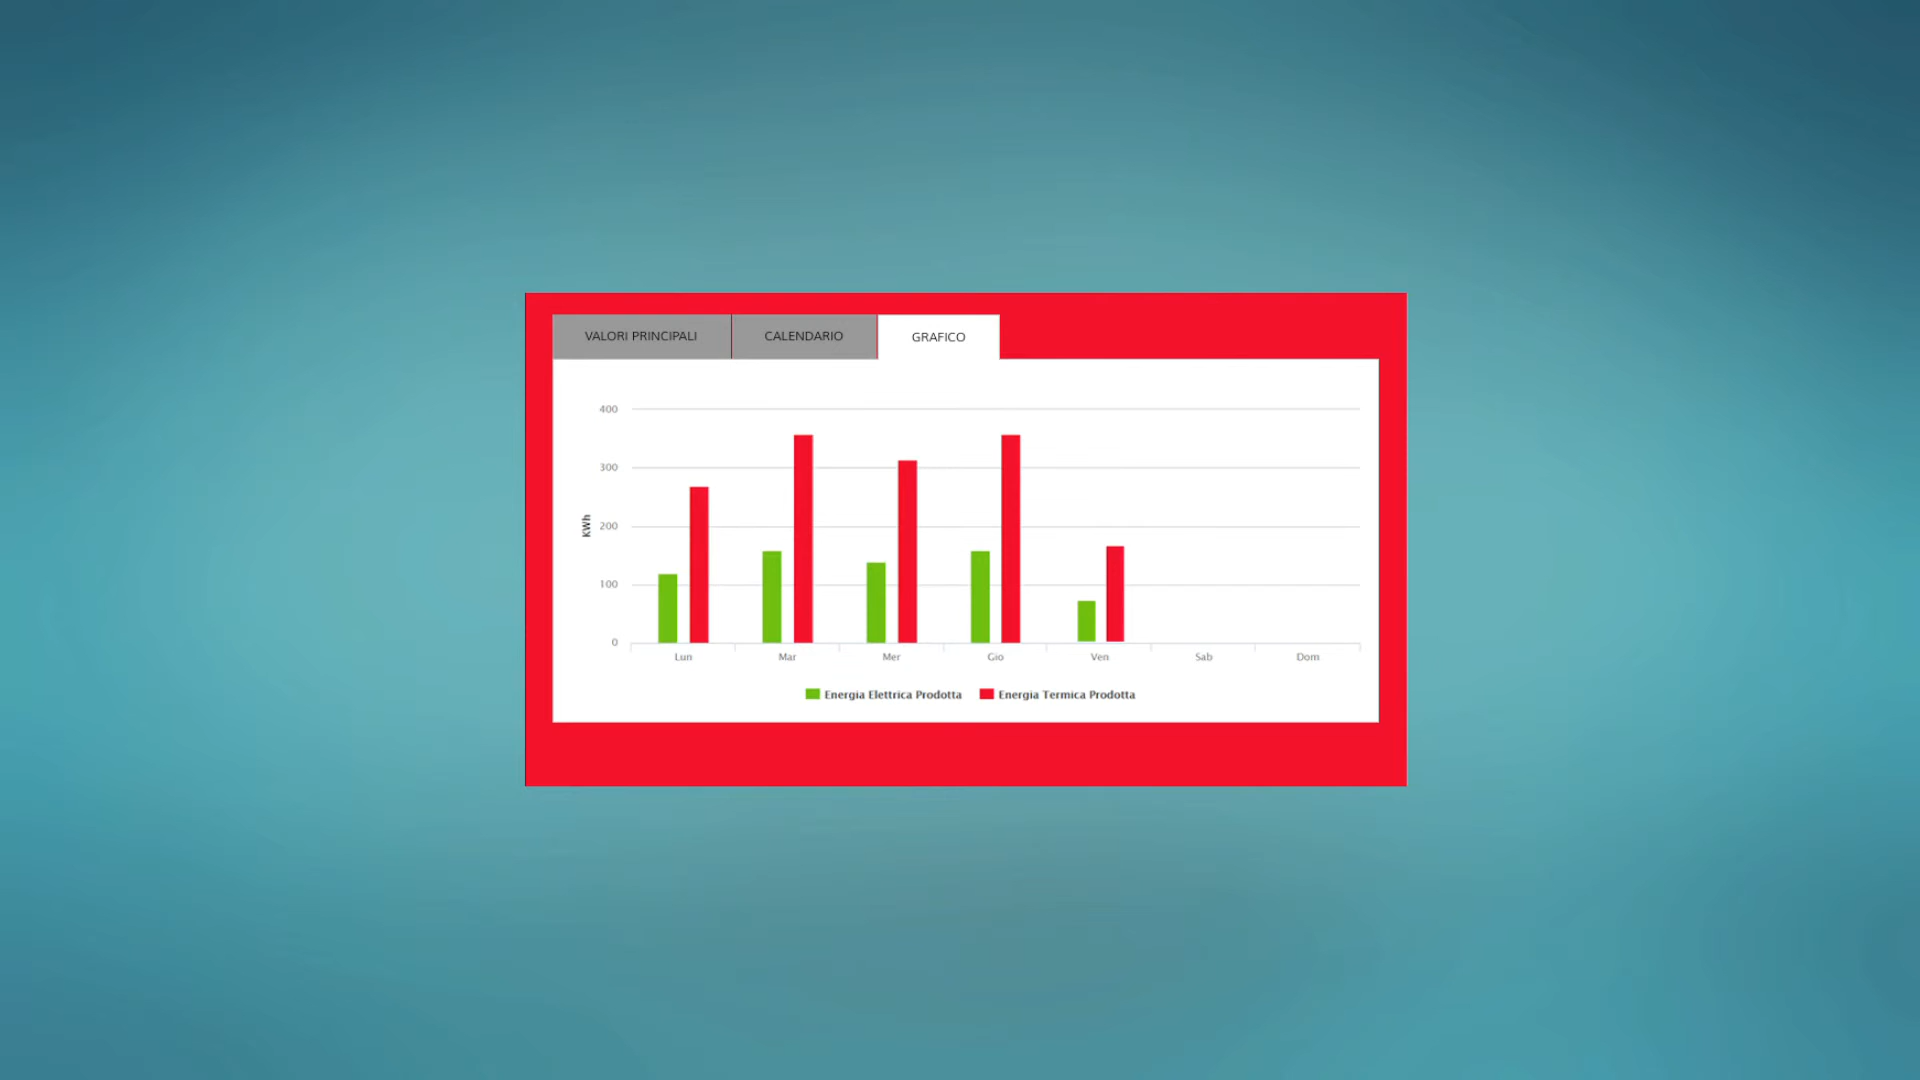 VALORI PRINCIPALI CALENDARIO GRAFICO
400
300
KWh 200
100
0
Lun Mar Mer Gio Ven Sab Dom
Energia Elettrica Prodotta Energia Termica Prodotta